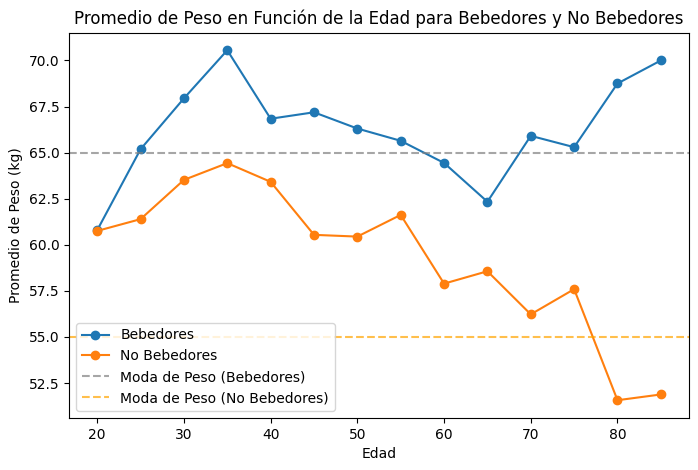 Promedio de Peso en Función de la Edad para Bebedores y No Bebedores
Promedio de Peso (kg)
70.0
67.5
65.0
62.5
60.0
57.5
55.0
52.5
Bebedores
No Bebedores
Moda de Peso (Bebedores)
Moda de Peso (No Bebedores)
20
30
40
50
60
70
80
Edad